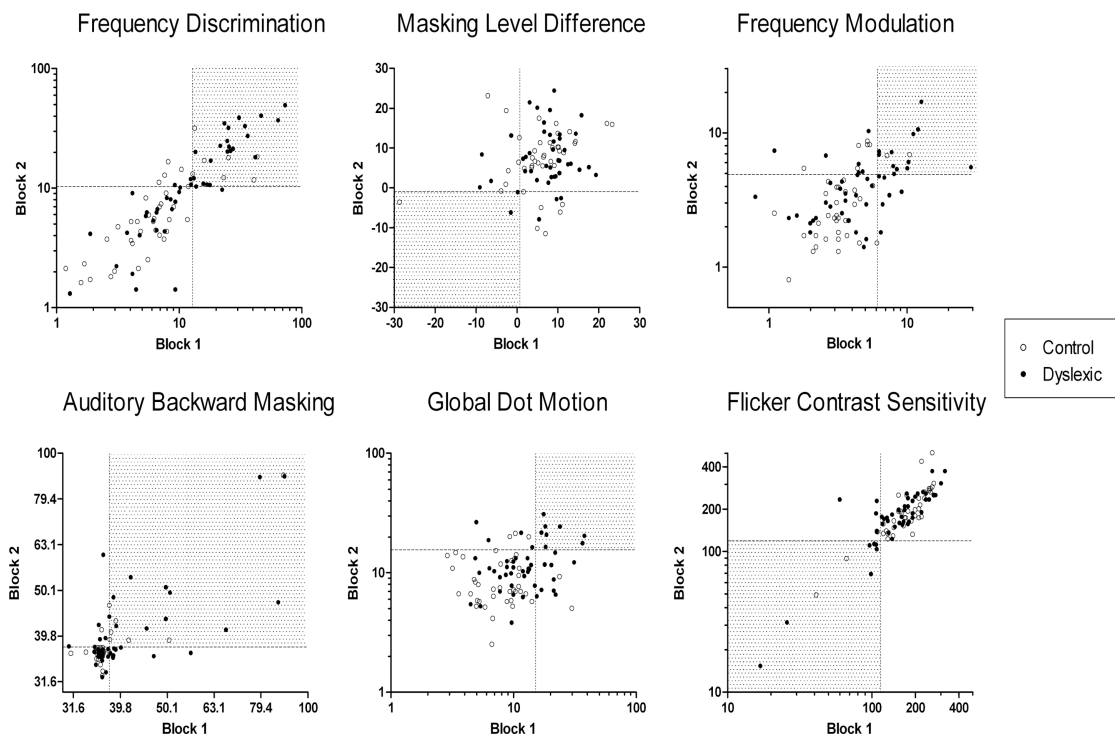 Frequency Discrimination
Masking Level Difference
Frequency Modulation
100
10
1
Block 2
1
10
100
Block 1
30
20
10
0
-10
-20
-30
Block 2
-30
-20
-10
0
10
20
30
Block 1
10
1
Block 2
1
10
Block 1
Control
Dyslexic
Auditory Backward Masking
Global Dot Motion
Flicker Contrast Sensitivity
100
79.4
63.1
50.1
39.8
31.6
Block 2
31.6
39.8
50.1
63.1
79.4
100
Block 1
100
10
1
Block 2
1
10
100
Block 1
400
200
100
10
Block 2
10
100
200
400
Block 1